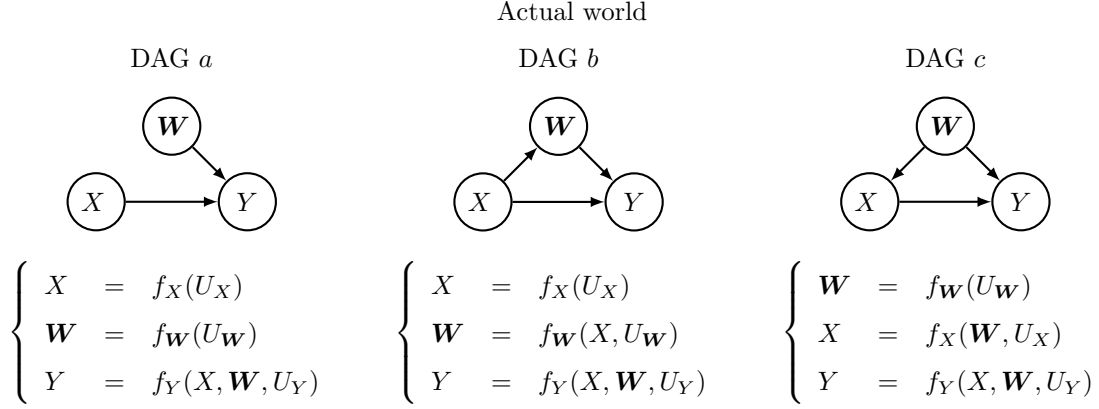 Actual world
DAG a
DAG b
DAG c
W
X
Y
W
X
Y
W
X
Y
X = f_X(U_X)
W = f_W(U_W)
Y = f_Y(X, W, U_Y)
X = f_X(U_X)
W = f_W(X, U_W)
Y = f_Y(X, W, U_Y)
W = f_W(U_W)
X = f_X(W, U_X)
Y = f_Y(X, W, U_Y)